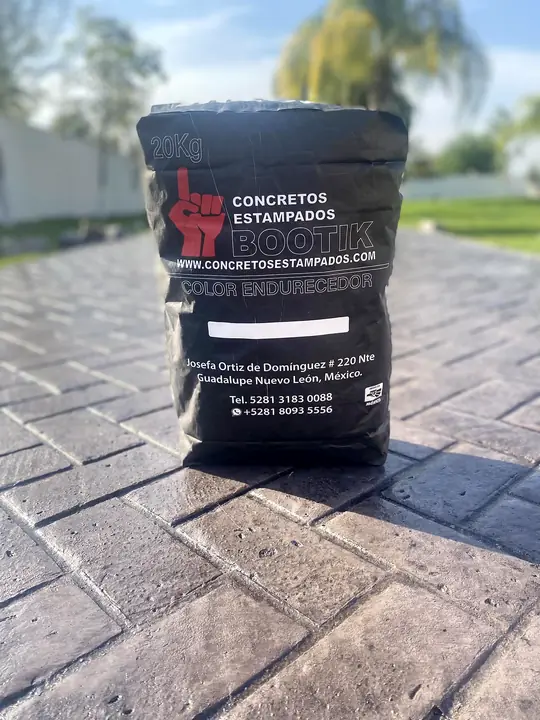 20Kg
CONCRETOS
ESTAMPADOS
BOOTIK
WWW.CONCRETOSESTAMPADOS.COM
COLOR ENDURECEDOR
Josefa Ortiz de Domínguez # 220 Nte
Guadalupe Nuevo León, México.
Tel. 5281 3183 0088
+5281 8093 5556